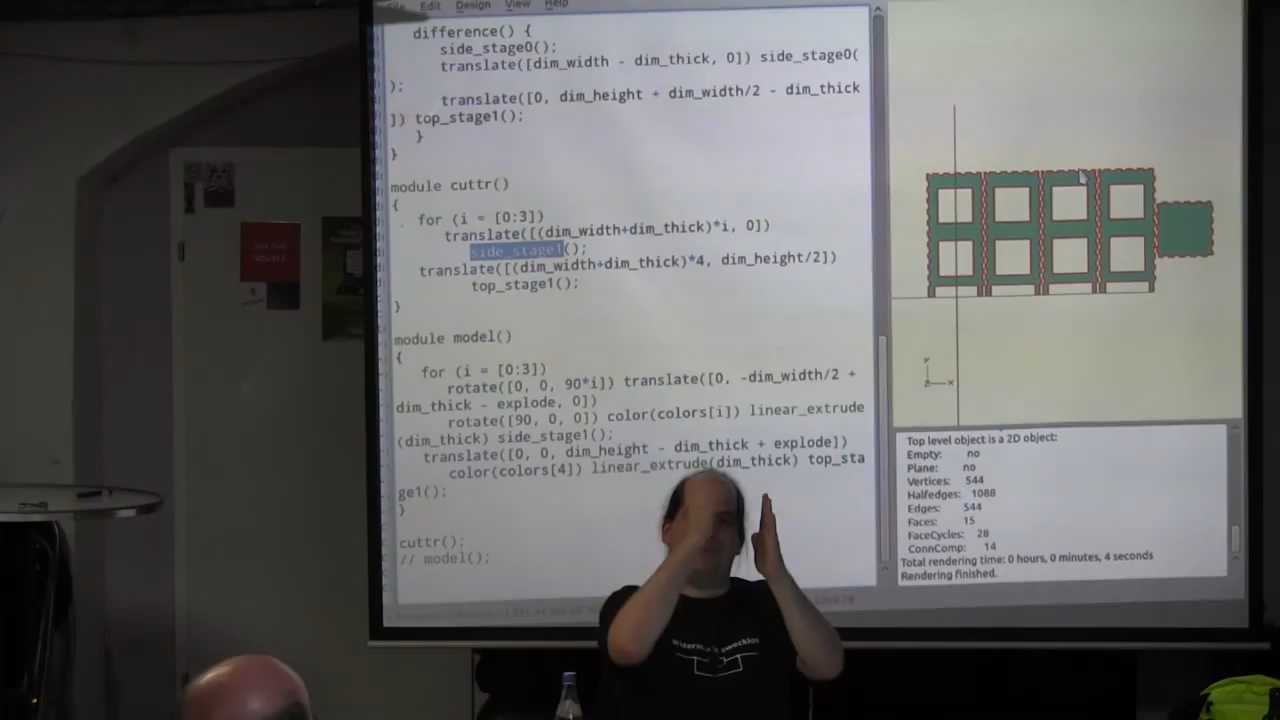 Edit Design View Help
difference() {
side_stage0();
translate([dim_width - dim_thick, 0]) side_stage0(
);
translate([0, dim_height + dim_width/2 - dim_thick
]) top_stage1();
}
}
module cuttr()
{
for (i = [0:3])
translate([(dim_width+dim_thick)*i, 0])
side_stage1();
translate([(dim_width+dim_thick)*4, dim_height/2])
top_stage1();
}
module model()
{
for (i = [0:3])
rotate([0, 0, 90*i]) translate([0, -dim_width/2 +
dim_thick - explode, 0])
rotate([90, 0, 0]) color(colors[i]) linear_extrude
(dim_thick) side_stage1();
translate([0, 0, dim_height - dim_thick + explode])
color(colors[4]) linear_extrude(dim_thick) top_sta
ge1();
}
cuttr();
// model();
Y
Z X
Top level object is a 2D object:
Empty: no
Plane: no
Vertices: 544
Halfedges: 1088
Edges: 544
Faces: 15
FaceCycles: 28
ConnComp: 14
Total rendering time: 0 hours, 0 minutes, 4 seconds
Rendering finished.